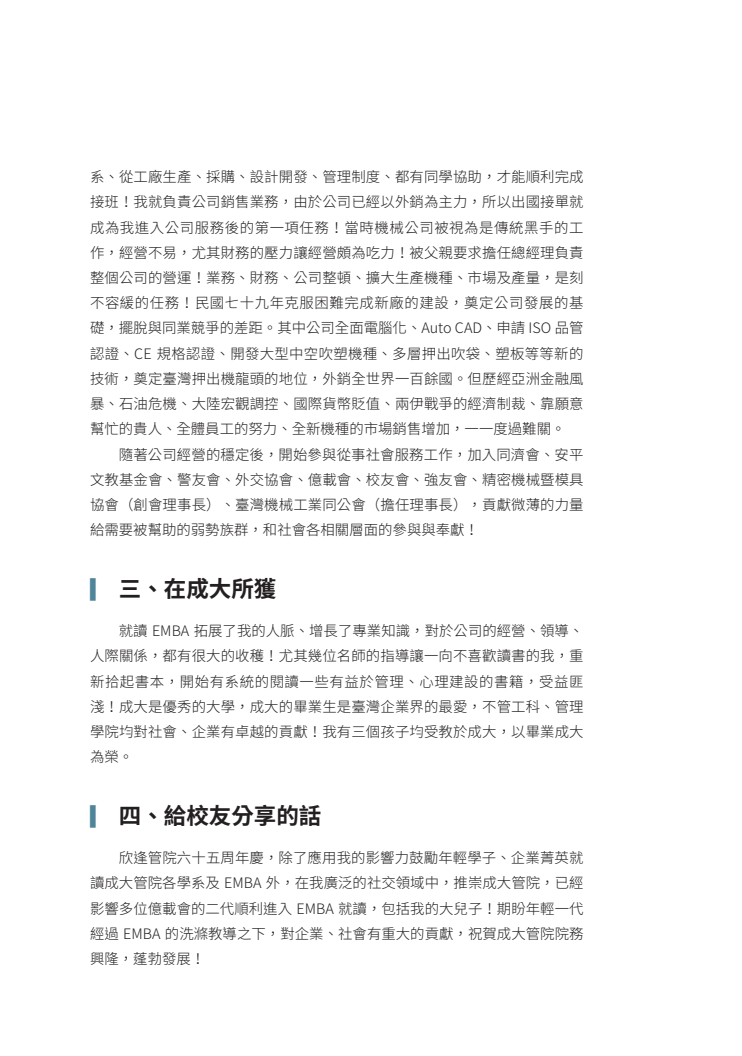 系、從工廠生產、採購、設計開發、管理制度、都有同學協助，才能順利完成
接班！我就負責公司銷售業務，由於公司已經以外銷為主力，所以出國接單就
成為我進入公司服務後的第一項任務！當時機械公司被視為是傳統黑手的工
作，經營不易，尤其財務的壓力讓經營頗為吃力！被父親要求擔任總經理負責
整個公司的營運！業務、財務、公司整頓、擴大生產機種、市場及產量，是刻
不容緩的任務！民國七十九年克服困難完成新廠的建設，奠定公司發展的基
礎，擺脫與同業競爭的差距。其中公司全面電腦化、Auto CAD、申請 ISO 品管
認證、CE 規格認證、開發大型中空吹塑機種、多層押出吹袋、塑板等等新的
技術，奠定臺灣押出機龍頭的地位，外銷全世界一百餘國。但歷經亞洲金融風
暴、石油危機、大陸宏觀調控、國際貨幣貶值、兩伊戰爭的經濟制裁、靠願意
幫忙的貴人、全體員工的努力、全新機種的市場銷售增加，一一度過難關。
隨著公司經營的穩定後，開始參與從事社會服務工作，加入同濟會、安平
文教基金會、警友會、外交協會、億載會、校友會、強友會、精密機械暨模具
協會（創會理事長）、臺灣機械工業同公會（擔任理事長），貢獻微薄的力量
給需要被幫助的弱勢族群，和社會各相關層面的參與與奉獻！
三、在成大所獲
就讀 EMBA 拓展了我的人脈、增長了專業知識，對於公司的經營、領導、
人際關係，都有很大的收穫！尤其幾位名師的指導讓一向不喜歡讀書的我，重
新拾起書本，開始有系統的閱讀一些有益於管理、心理建設的書籍，受益匪
淺！成大是優秀的大學，成大的畢業生是臺灣企業界的最愛，不管工科、管理
學院均對社會、企業有卓越的貢獻！我有三個孩子均受教於成大，以畢業成大
為榮。
四、給校友分享的話
欣逢管院六十五周年慶，除了應用我的影響力鼓勵年輕學子、企業菁英就
讀成大管院各學系及 EMBA 外，在我廣泛的社交領域中，推崇成大管院，已經
影響多位億載會的二代順利進入 EMBA 就讀，包括我的大兒子！期盼年輕一代
經過 EMBA 的洗滌教導之下，對企業、社會有重大的貢獻，祝賀成大管院院務
興隆，蓬勃發展！